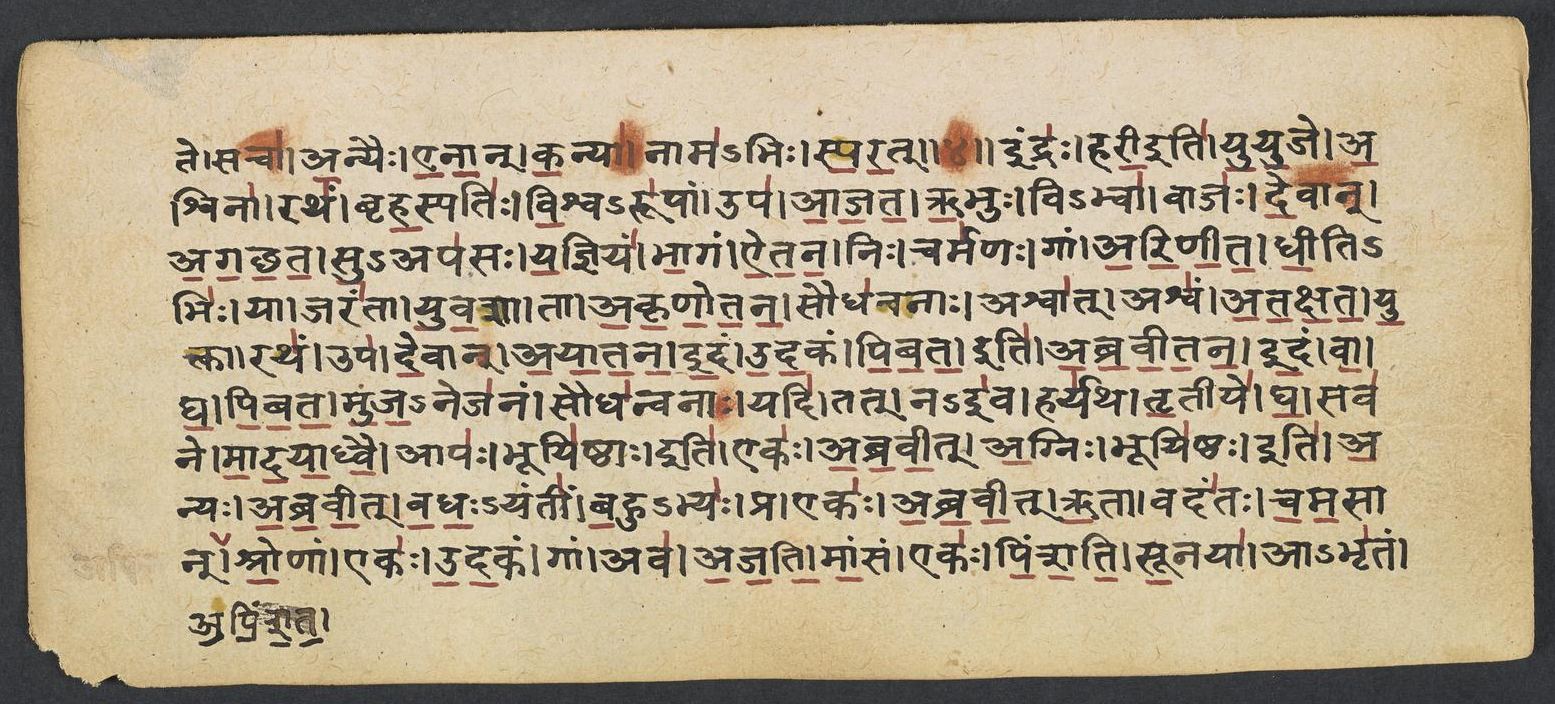 ते।सचा।अन्यैः।एनान्।कन्या।नामऽभिः।स्परत्॥४॥इंद्रः।हरीइति।युयुजे।अ
श्विना।रथं।बृहस्पतिः।विश्वऽरूपां।उप।आजत।ऋभुः।विऽभ्वा।वाजः।देवान्।
अगछत।सुऽअपसः।यज्ञियं।भागं।ऐतन।निः।चर्मणः।गां।अरिणीत।धीतिऽ
भिः।या।जरंता।युवशा।ता।अकृणोतन।सौधन्वनाः।अश्वात्।अश्वं।अतक्षत।यु
क्ता।रथं।उप।देवान्।अयातन।इदं।उदकं।पिबत।इति।अब्रवीतन।इदं।वा।
घ।पिबत।मुंजऽनेजनं।सौधन्वनाः।यदि।तत्।नऽइव।हर्यथ।तृतीये।घ।सव
ने।मादयाध्वै।आपः।भूयिष्ठाः।इति।एकः।अब्रवीत्।अग्निः।भूयिष्ठः।इति।अ
न्यः।अब्रवीत्।वधःऽयंतीं।बहुऽभ्यः।प्र।एकः।अब्रवीत्।ऋता।वदंतः।चमसा
न्।श्रोणां।एकः।उदकं।गां।अव।अजति।मांसं।एकः।पिंशति।सूनया।आऽभृतं।
अपिंशत।